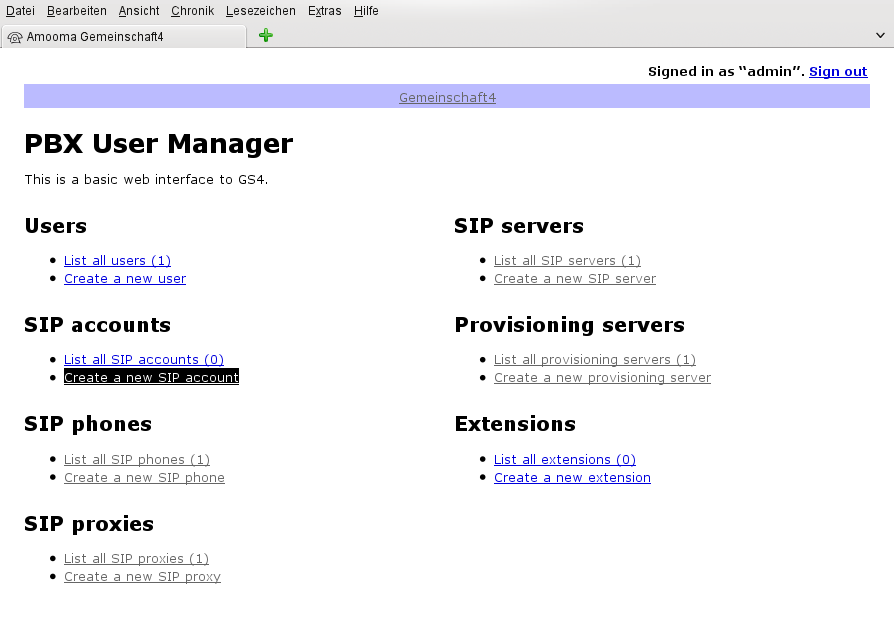 Datei Bearbeiten Ansicht Chronik Lesezeichen Extras Hilfe
Amooma Gemeinschaft4
Signed in as “admin”. Sign out
Gemeinschaft4
PBX User Manager
This is a basic web interface to GS4.
Users
List all users (1)
Create a new user
SIP accounts
List all SIP accounts (0)
Create a new SIP account
SIP phones
List all SIP phones (1)
Create a new SIP phone
SIP proxies
List all SIP proxies (1)
Create a new SIP proxy
SIP servers
List all SIP servers (1)
Create a new SIP server
Provisioning servers
List all provisioning servers (1)
Create a new provisioning server
Extensions
List all extensions (0)
Create a new extension